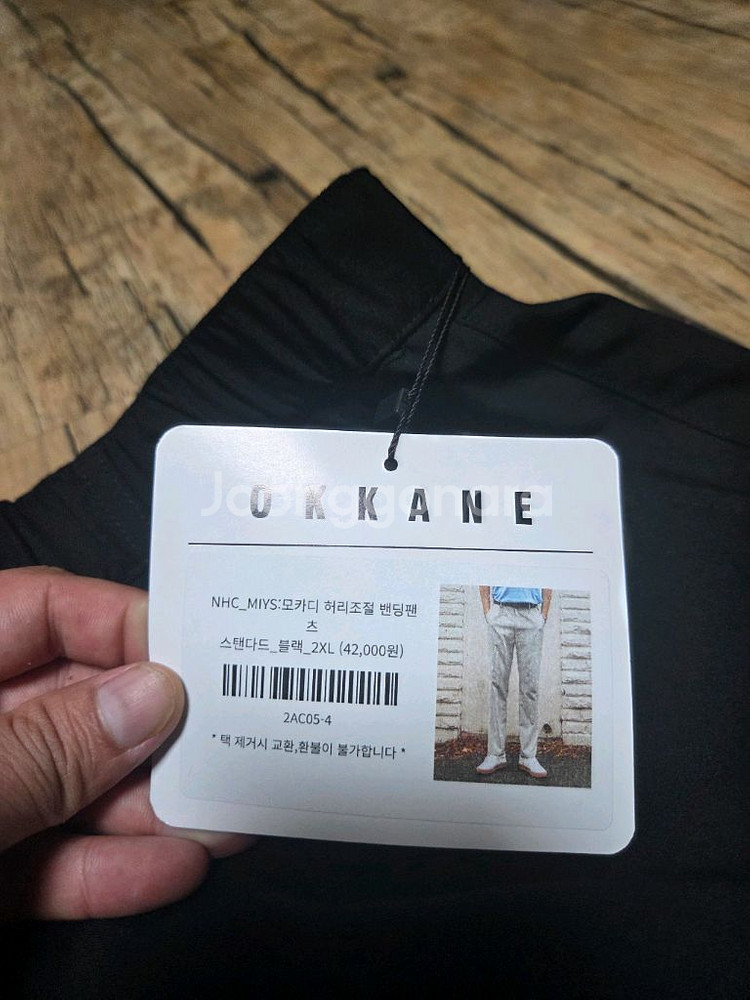 Joonggonara
OKKANE
NHC_MIYS:모카디 허리조절 밴딩팬
츠
스탠다드_블랙_2XL (42,000원)
2AC05-4
* 택 제거시 교환,환불이 불가합니다 *